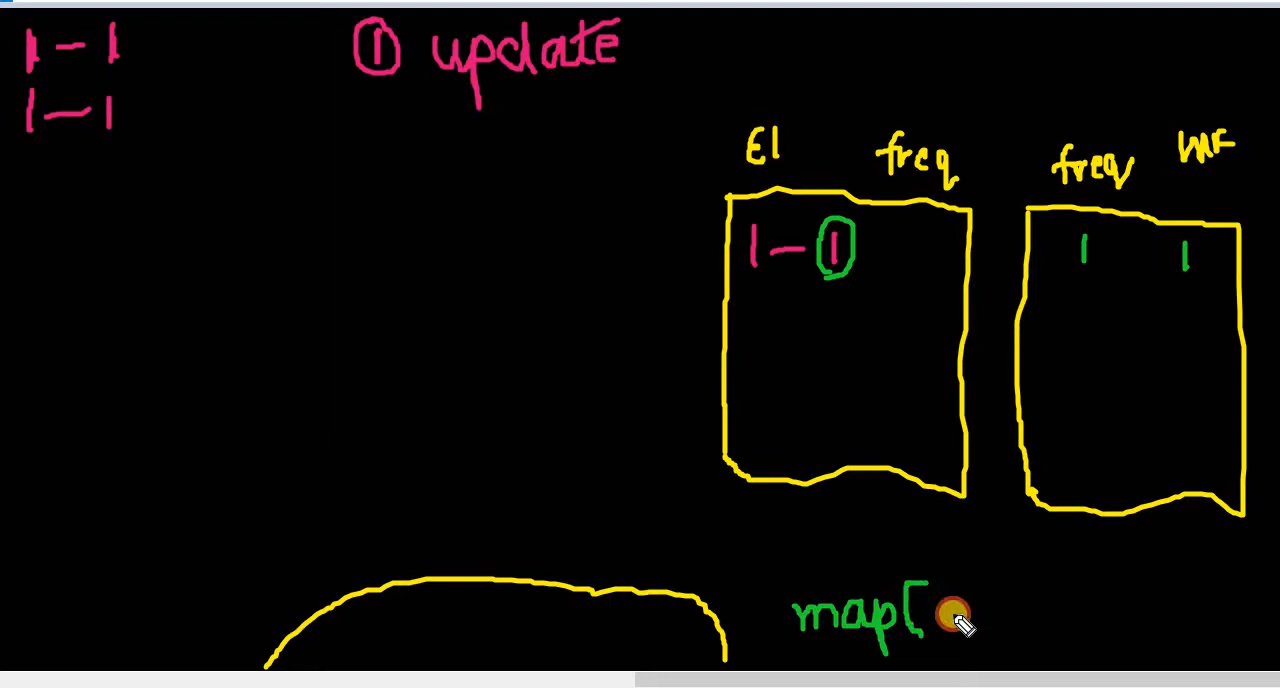 1 - 1
① update
1 - 1
El freq
freq
1 - 1
1 1
map[